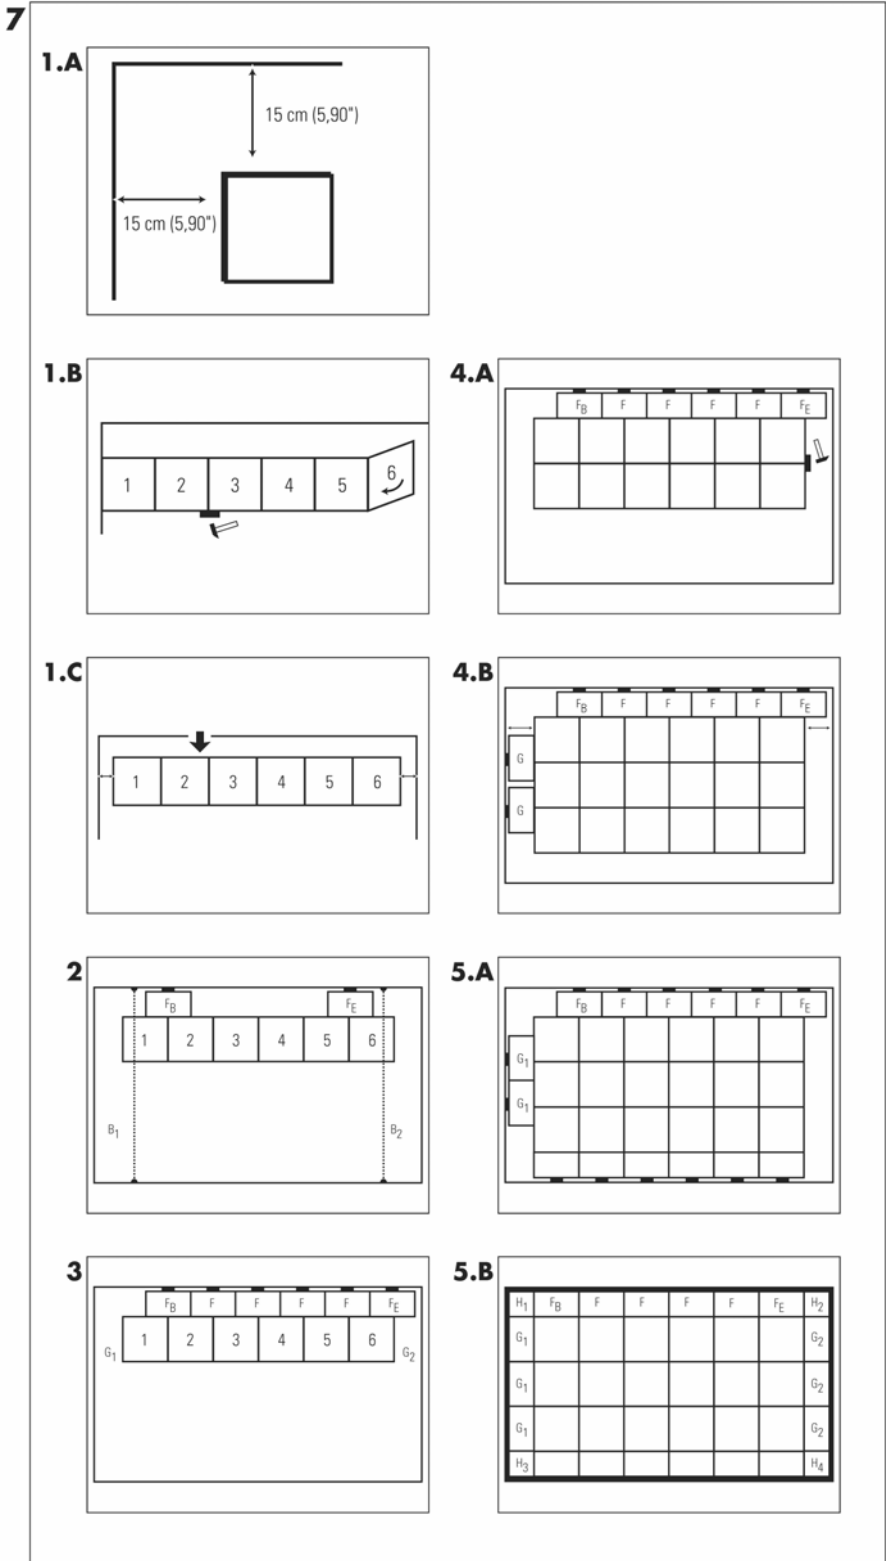 7
1.A
15 cm (5,90")
15 cm (5,90")
1.B
1 2 3 4 5 6
1.C
1 2 3 4 5 6
2
FB FE
1 2 3 4 5 6
B1 B2
3
FB F F F F FE
1 2 3 4 5 6
G1 G2
4.A
FB F F F F FE
4.B
FB F F F F FE
G
G
5.A
FB F F F F FE
G1
G1
5.B
H1 FB F F F F FE H2
G1 G2
G1 G2
G1 G2
H3 H4